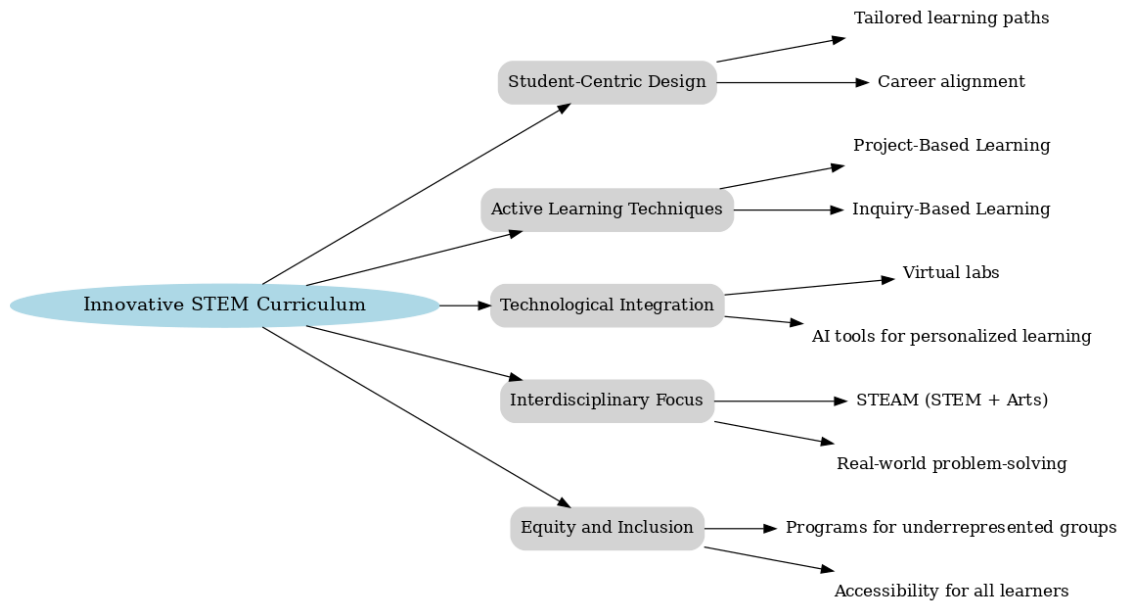 Tailored learning paths
Student-Centric Design
Career alignment
Project-Based Learning
Active Learning Techniques
Inquiry-Based Learning
Virtual labs
Innovative STEM Curriculum
Technological Integration
AI tools for personalized learning
Interdisciplinary Focus
STEAM (STEM + Arts)
Real-world problem-solving
Equity and Inclusion
Programs for underrepresented groups
Accessibility for all learners